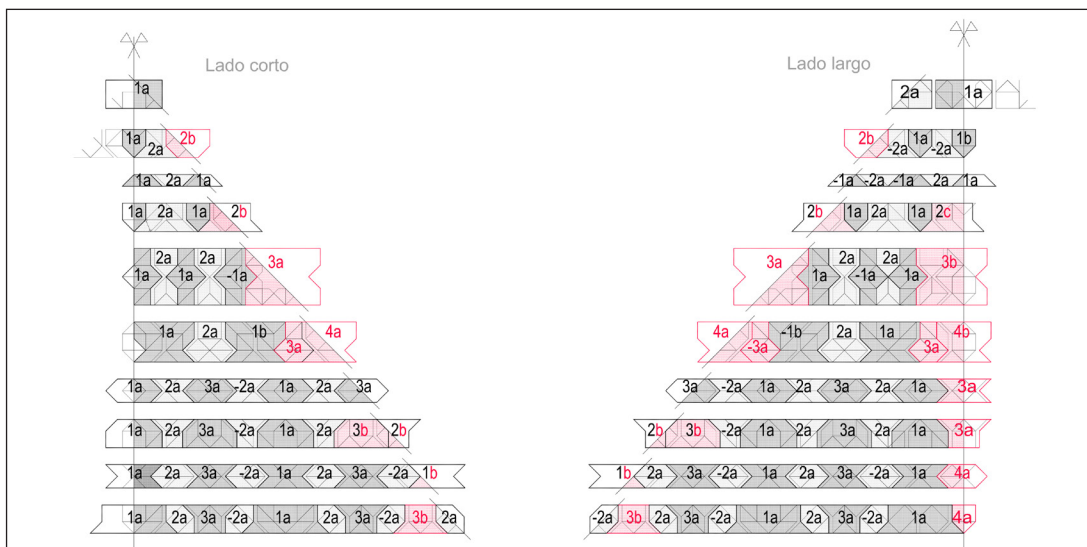 Lado corto
1a
1a 2a 2b
1a 2a 1a
1a 2a 1a 2b
2a 2a 3a
1a 1a -1a
1a 2a 1b 3a 4a
1a 2a 3a -2a 1a 2a 3a
1a 2a 3a -2a 1a 2a 3b 2b
1a 2a 3a -2a 1a 2a 3a -2a 1b
1a 2a 3a -2a 1a 2a 3a -2a 3b 2a
Lado largo
2a 1a
2b -2a 1a -2a 1b
-1a -2a -1a 2a 1a
2b 1a 2a 1a 2c
3a 2a 2a 3b
1a -1a 1a
4a -3a -1b 2a 1a 3a 4b
3a -2a 1a 2a 3a 2a 1a 3a
2b 3b -2a 1a 2a 3a 2a 1a 3a
1b 2a 3a -2a 1a 2a 3a -2a 1a 4a
-2a 3b 2a 3a -2a 1a 2a 3a -2a 1a 4a